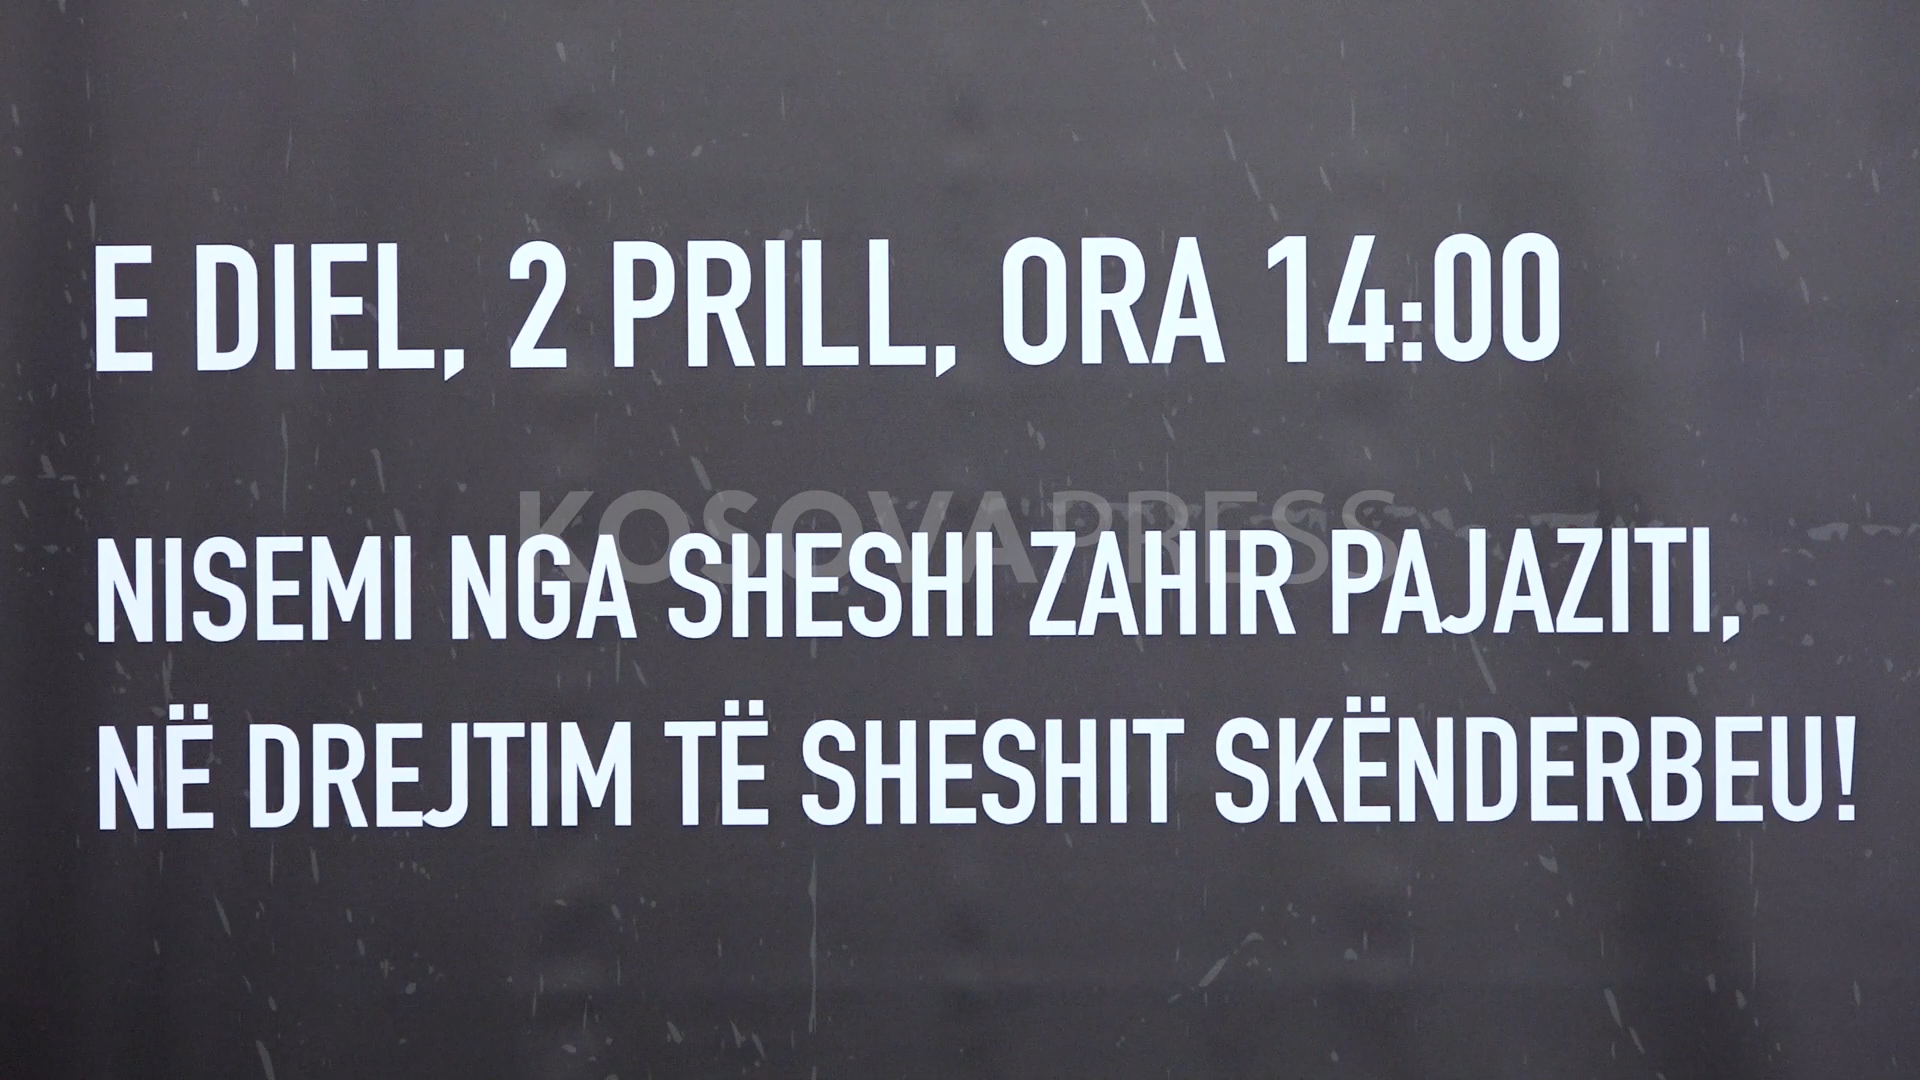 E DIEL, 2 PRILL, ORA 14:00
KOSOVAPRESS
NISEMI NGA SHESHI ZAHIR PAJAZITI,
NË DREJTIM TË SHESHIT SKËNDERBEU!